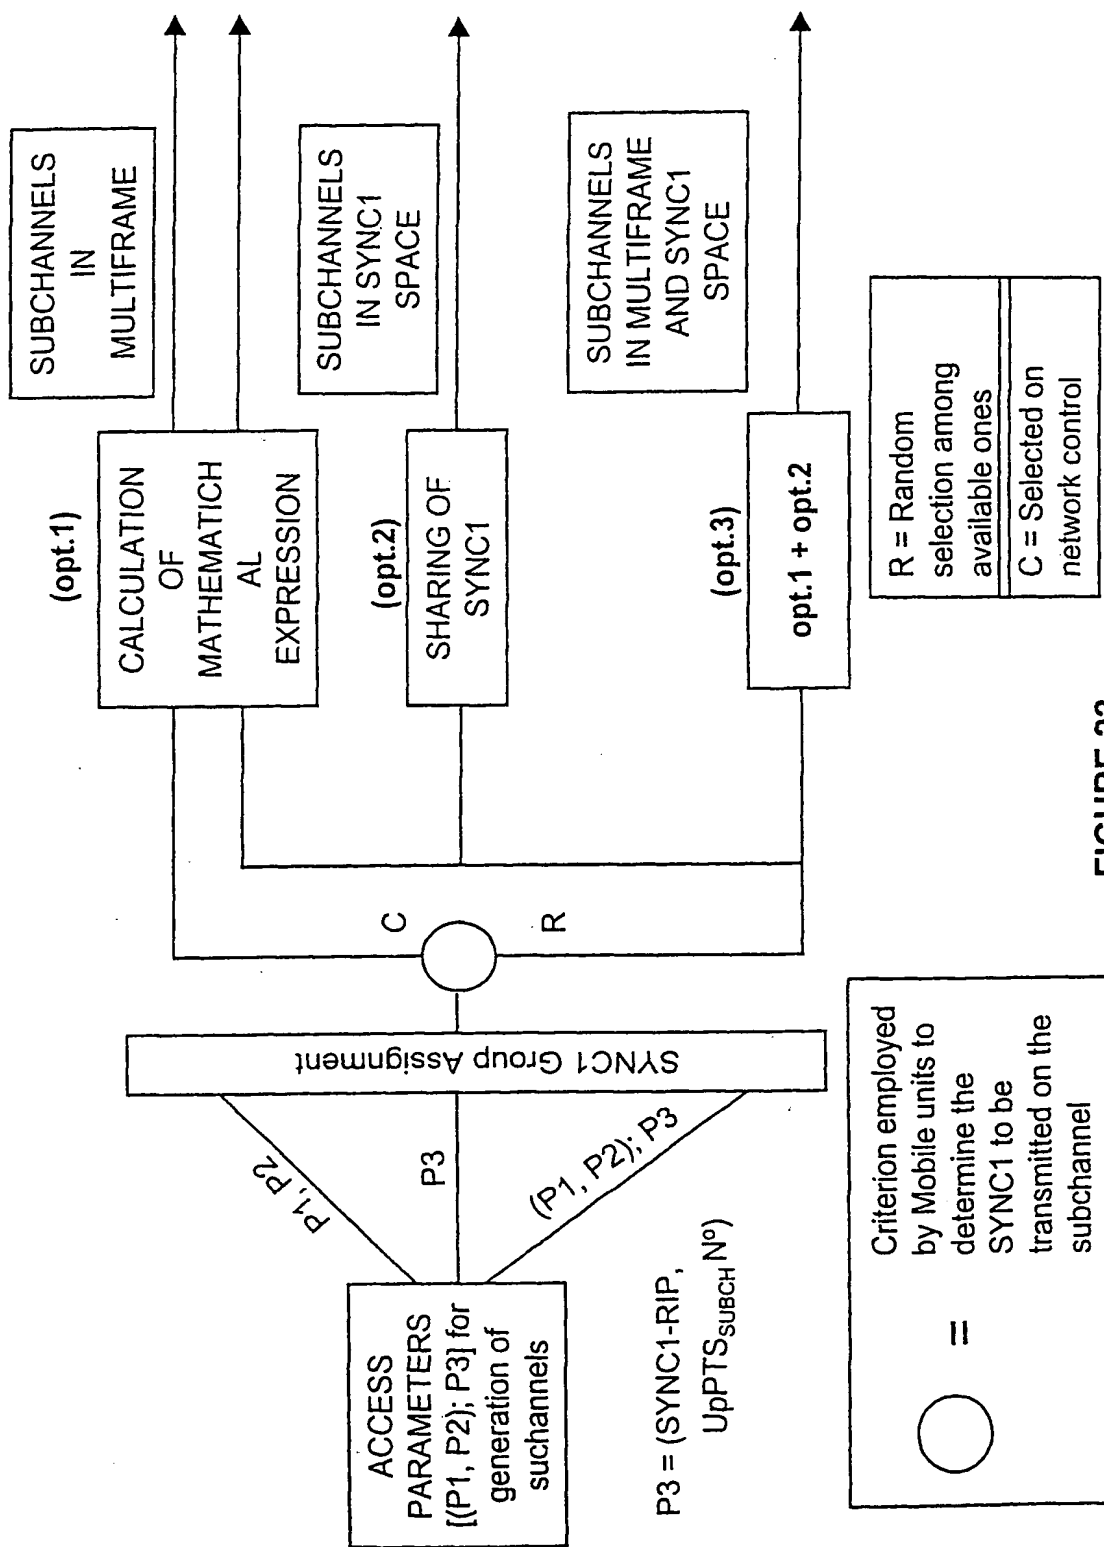 ACCESS
PARAMETERS
[(P1, P2); P3] for
generation of
suchannels
P3 = (SYNC1-RIP,
UpPTSSUBCH Nº)
P1, P2
P3
(P1, P2); P3
SYNC1 Group Assignment
C
R
(opt.1)
CALCULATION
OF
MATHEMATICH
AL
EXPRESSION
(opt.2)
SHARING OF
SYNC1
(opt.3)
opt.1 + opt.2
SUBCHANNELS
IN
MULTIFRAME
SUBCHANNELS
IN SYNC1
SPACE
SUBCHANNELS
IN MULTIFRAME
AND SYNC1
SPACE
=
Criterion employed
by Mobile units to
determine the
SYNC1 to be
transmitted on the
subchannel
R = Random
selection among
available ones
C = Selected on
network control
FIGURE